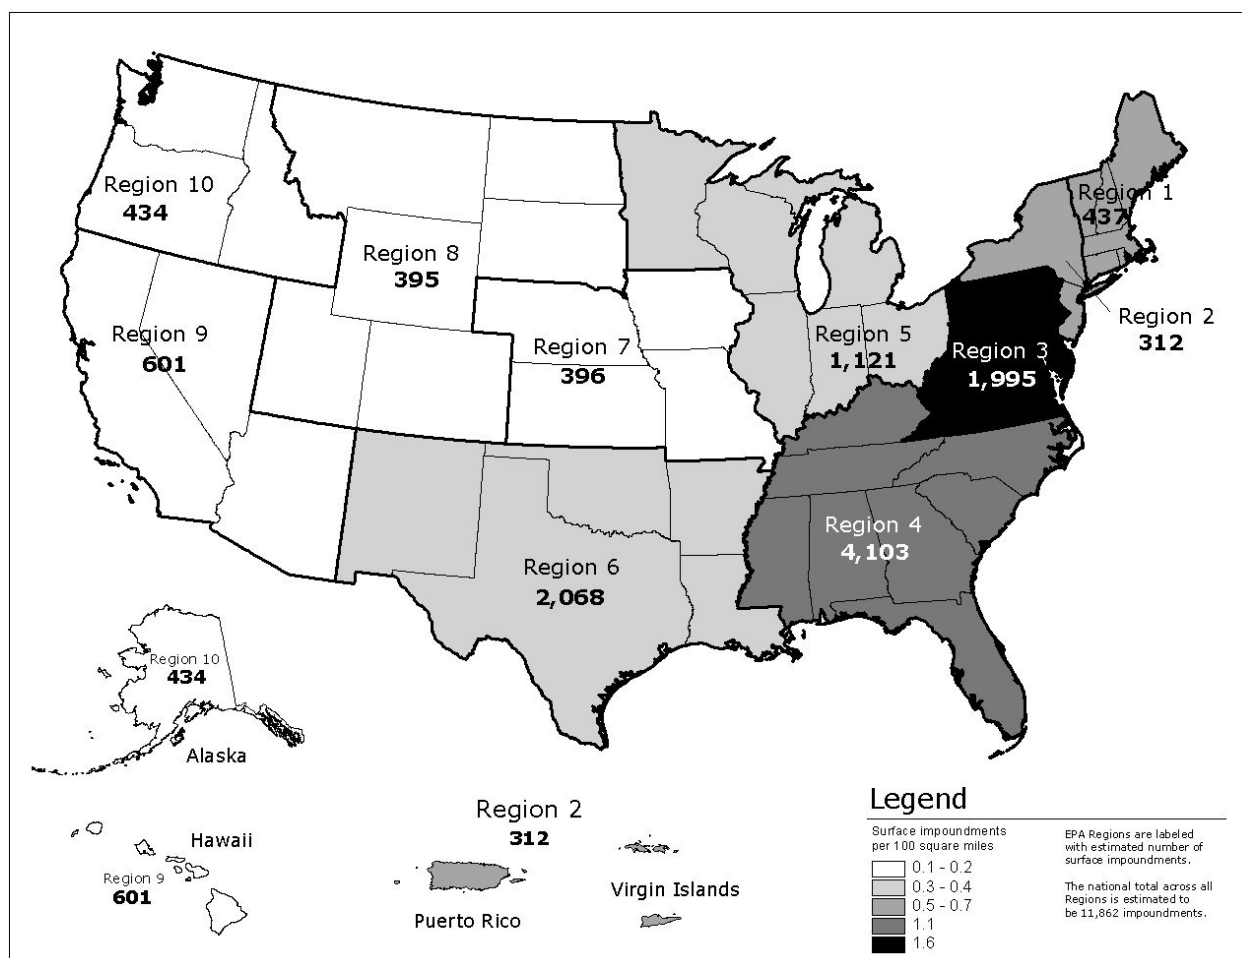 Region 10
434
Region 8
395
Region 9
601
Region 7
396
Region 5
1,121
Region 3
1,995
Region 1
437
Region 2
312
Region 4
4,103
Region 6
2,068
Region 10
434
Alaska
Hawaii
Region 9
601
Region 2
312
Puerto Rico
Virgin Islands
Legend
Surface impoundments
per 100 square miles
0.1 - 0.2
0.3 - 0.4
0.5 - 0.7
1.1
1.6
EPA Regions are labeled
with estimated number of
surface impoundments.
The national total across all
Regions is estimated to
be 11,862 impoundments.